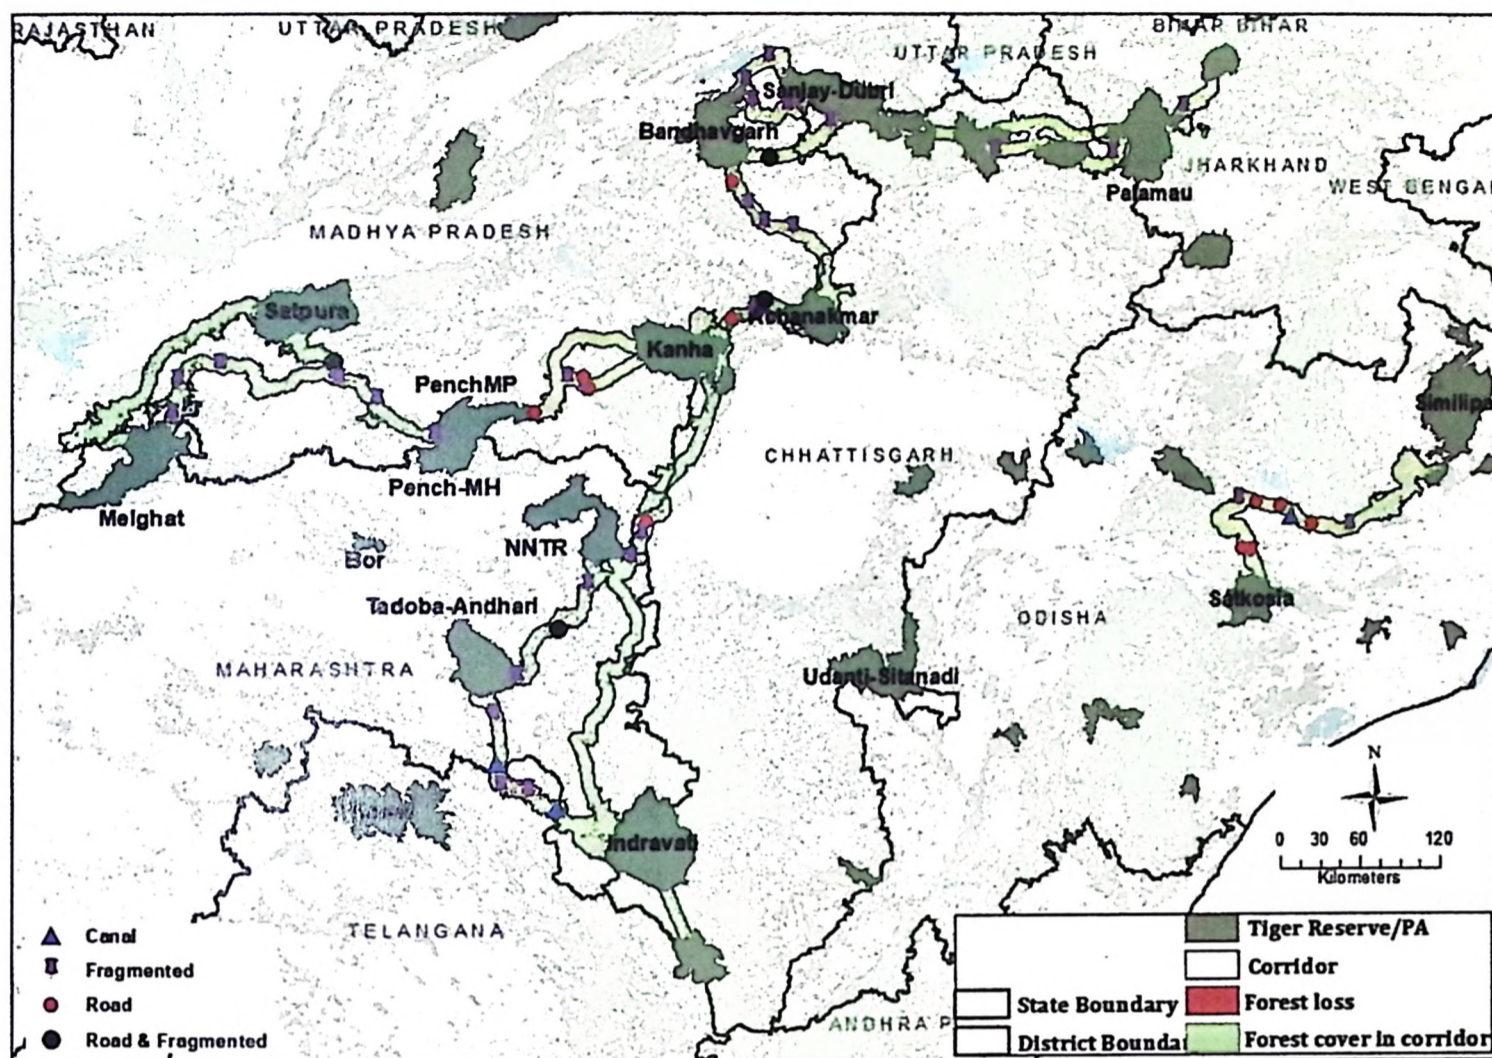 RAJASTHAN
UTTAR PRADESH
UTTAR PRADESH
BIHAR BIHAR
Sanjay-Dubri
Bandhavgarh
JHARKHAND
WEST BENGAL
Palamau
MADHYA PRADESH
Satpura
Achanakmar
Kanha
PenchMP
Similipa
CHHATTISGARH
Pench-MH
Melghat
NNTR
Bor
Satkosia
Tadoba-Andhari
ODISHA
MAHARASHTRA
Udanti-Sitanadi
N
0 30 60 120
Kilometers
Indravati
TELANGANA
ANDHRA P
Canal
Fragmented
Road
Road & Fragmented
Tiger Reserve/PA
Corridor
State Boundary
Forest loss
District Boundar
Forest cover in corridor